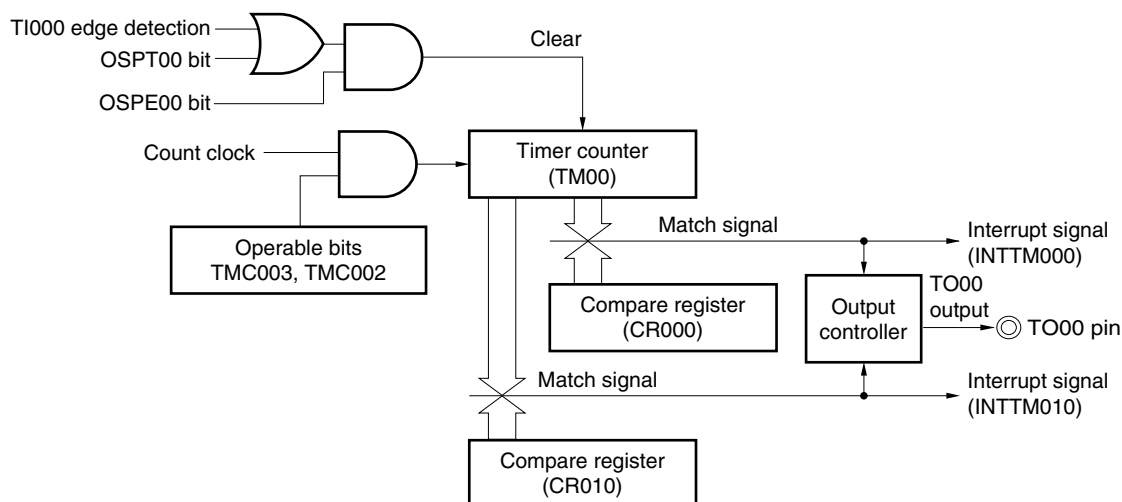 TI000 edge detection
OSPT00 bit
OSPE00 bit
Clear
Count clock
Timer counter
(TM00)
Operable bits
TMC003, TMC002
Match signal
Interrupt signal
(INTTM000)
Compare register
(CR000)
Output
controller
TO00
output
TO00 pin
Match signal
Interrupt signal
(INTTM010)
Compare register
(CR010)